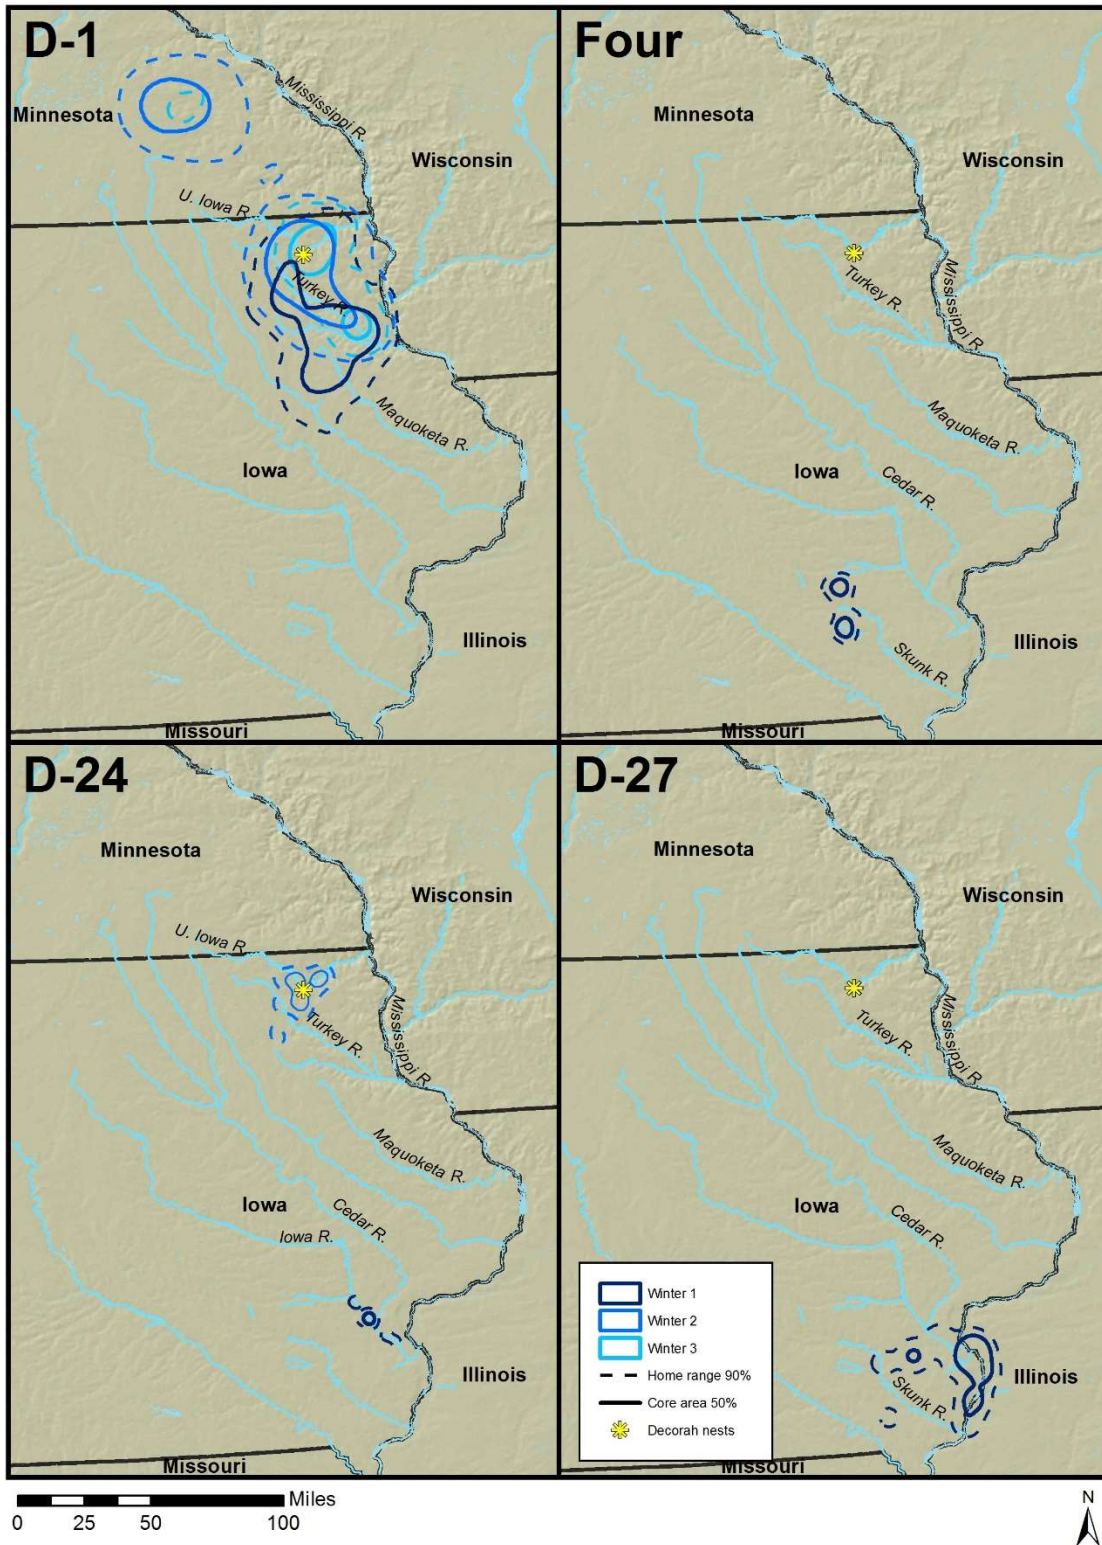 D-1
Minnesota
Mississippi R.
Wisconsin
U. Iowa R.
Turkey R.
Maquoketa R.
Iowa
Illinois
Missouri
Four
Minnesota
Wisconsin
Turkey R.
Mississippi R.
Maquoketa R.
Iowa
Cedar R.
Illinois
Skunk R.
Missouri
D-24
Minnesota
Wisconsin
U. Iowa R.
Turkey R.
Mississippi R.
Maquoketa R.
Iowa
Cedar R.
Iowa R.
Illinois
Missouri
D-27
Minnesota
Wisconsin
Turkey R.
Mississippi R.
Maquoketa R.
Iowa
Cedar R.
Illinois
Skunk R.
Missouri
Winter 1
Winter 2
Winter 3
Home range 90%
Core area 50%
Decorah nests
Miles
0 25 50 100
N